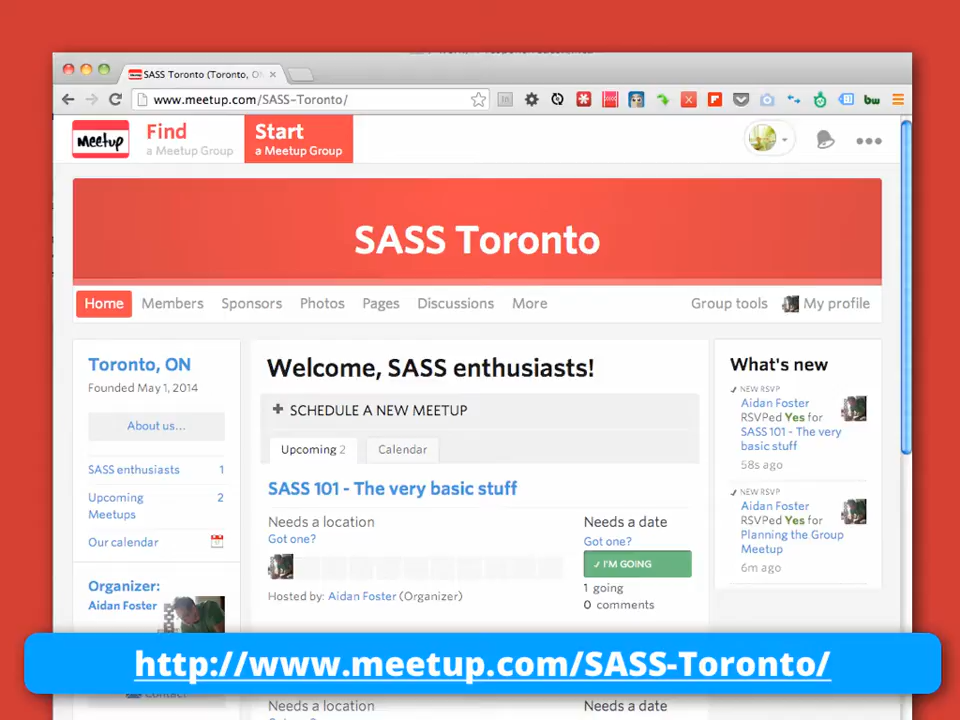 SASS Toronto (Toronto, O
www.meetup.com/SASS-Toronto/
bw
Meetup
Find
a Meetup Group
Start
a Meetup Group
SASS Toronto
Home Members Sponsors Photos Pages Discussions More Group tools My profile
Toronto, ON
Founded May 1, 2014
About us...
SASS enthusiasts 1
Upcoming Meetups 2
Our calendar
Organizer:
Aidan Foster
Contact
Welcome, SASS enthusiasts!
+ SCHEDULE A NEW MEETUP
Upcoming 2 Calendar
SASS 101 - The very basic stuff
Needs a location
Got one?
Hosted by: Aidan Foster (Organizer)
Needs a date
Got one?
✓ I'M GOING
1 going
0 comments
Needs a location Needs a date
What's new
✓ NEW RSVP
Aidan Foster
RSVPed Yes for
SASS 101 - The very
basic stuff
58s ago
✓ NEW RSVP
Aidan Foster
RSVPed Yes for
Planning the Group
Meetup
6m ago
http://www.meetup.com/SASS-Toronto/